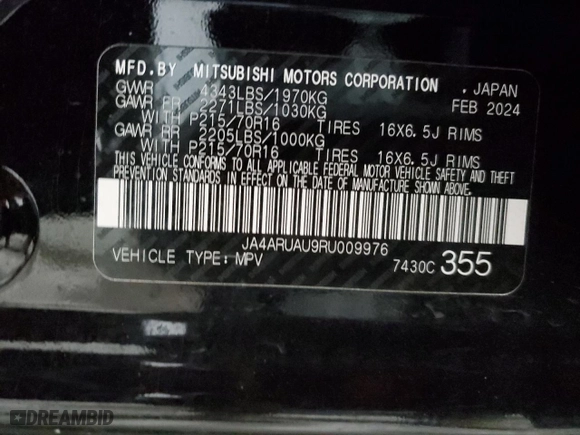 MFD.BY MITSUBISHI MOTORS CORPORATION . JAPAN
GVWR 4343LBS/1970KG FEB 2024
GAWR FR 2271LBS/1030KG
WITH P215/70R16 TIRES 16X6.5J RIMS
GAWR RR 2205LBS/1000KG
WITH P215/70R16 TIRES 16X6.5J RIMS
THIS VEHICLE CONFORMS TO ALL APPLICABLE FEDERAL MOTOR VEHICLE SAFETY AND THEFT
PREVENTION STANDARDS IN EFFECT ON THE DATE OF MANUFACTURE SHOWN ABOVE.
JA4ARUAU9RU009976
VEHICLE TYPE:MPV 7430C 355
DREAMBID